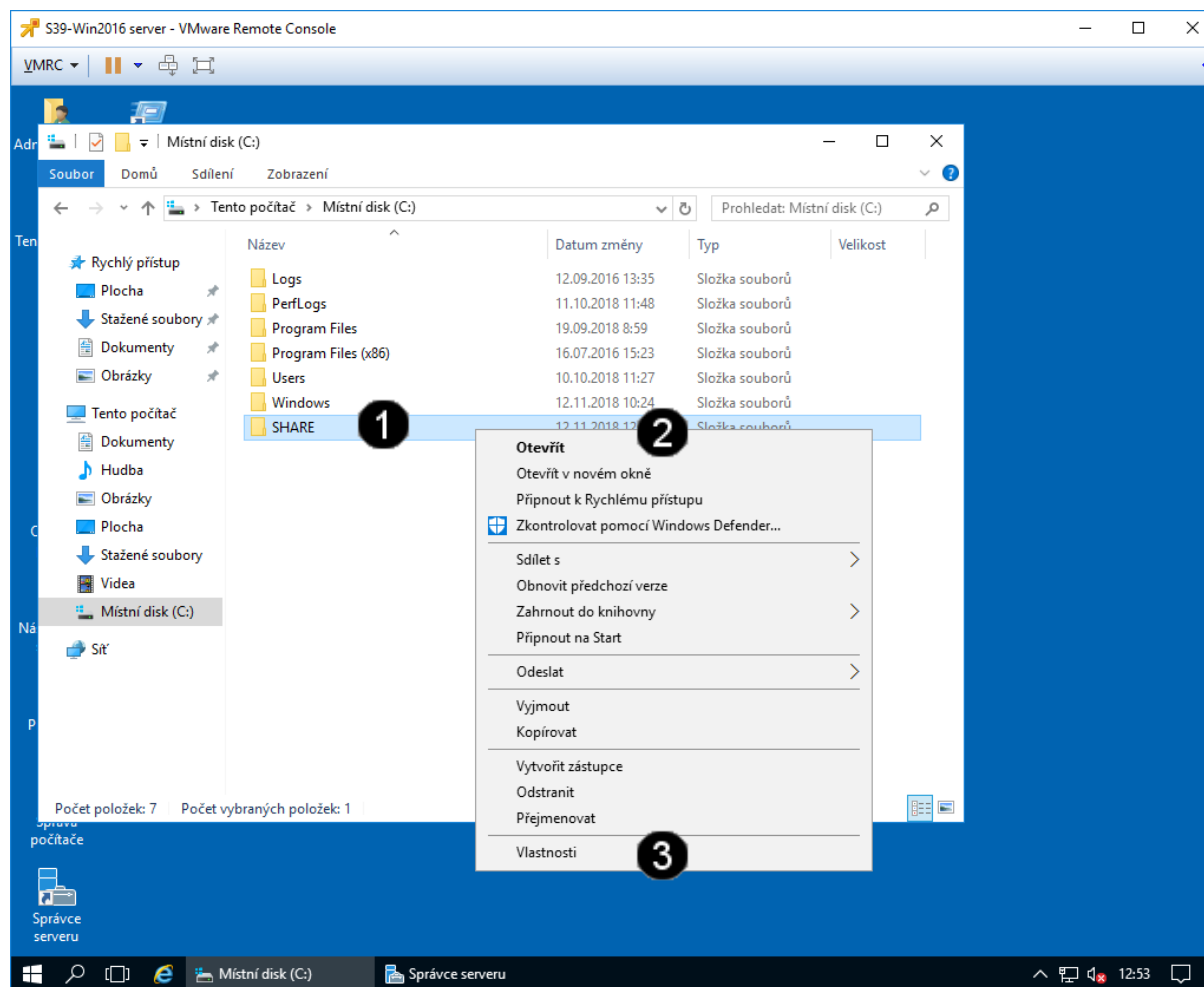 S39-Win2016 server - VMware Remote Console
VMRC
Místní disk (C:)
Soubor Domů Sdílení Zobrazení
Tento počítač Místní disk (C:) Prohledat: Místní disk (C:)
Název Datum změny Typ Velikost
Rychlý přístup
Plocha
Stažené soubory
Dokumenty
Obrázky
Tento počítač
Dokumenty
Hudba
Obrázky
Plocha
Stažené soubory
Videa
Místní disk (C:)
Síť
Logs 12.09.2016 13:35 Složka souborů
PerfLogs 11.10.2018 11:48 Složka souborů
Program Files 19.09.2018 8:59 Složka souborů
Program Files (x86) 16.07.2016 15:23 Složka souborů
Users 10.10.2018 11:27 Složka souborů
Windows 12.11.2018 10:24 Složka souborů
SHARE 1 12.11.2018 2 Složka souborů
Otevřít
Otevřít v novém okně
Připnout k Rychlému přístupu
Zkontrolovat pomocí Windows Defender...
Sdílet s
Obnovit předchozí verze
Zahrnout do knihovny
Připnout na Start
Odeslat
Vyjmout
Kopírovat
Vytvořit zástupce
Odstranit
Přejmenovat
Vlastnosti 3
Počet položek: 7 Počet vybraných položek: 1
počítače
Správce
serveru
Místní disk (C:) Správce serveru 12:53